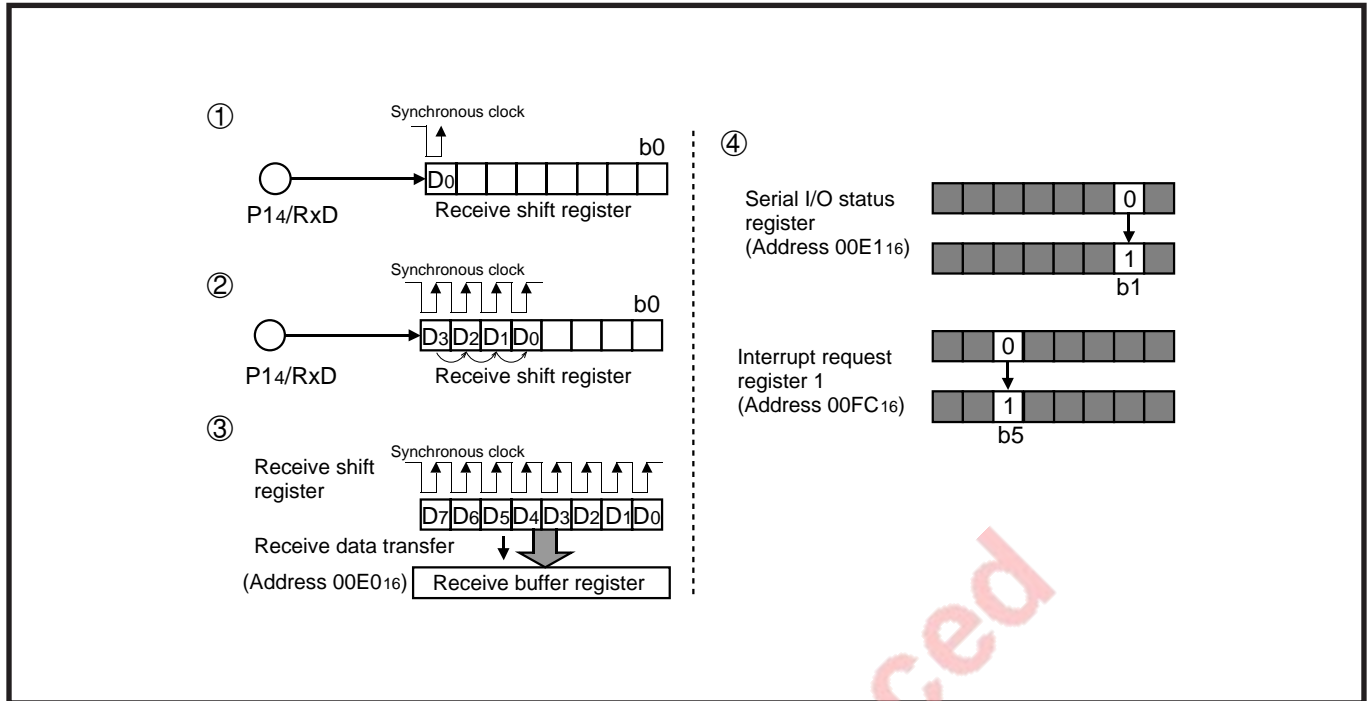 ①
Synchronous clock
b0
D0
P14/RxD
Receive shift register
②
Synchronous clock
b0
D3 D2 D1 D0
P14/RxD
Receive shift register
③
Synchronous clock
Receive shift
register
D7 D6 D5 D4 D3 D2 D1 D0
Receive data transfer
(Address 00E016)
Receive buffer register
④
Serial I/O status
register
(Address 00E116)
0
1
b1
Interrupt request
register 1
(Address 00FC16)
0
1
b5
ced